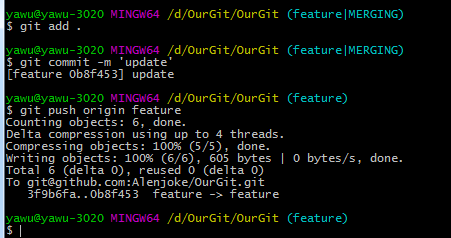 yawu@yawu-3020 MINGW64 /d/OurGit/OurGit (feature|MERGING)
$ git add .
yawu@yawu-3020 MINGW64 /d/OurGit/OurGit (feature|MERGING)
$ git commit -m 'update'
[feature 0b8f453] update
yawu@yawu-3020 MINGW64 /d/OurGit/OurGit (feature)
$ git push origin feature
Counting objects: 6, done.
Delta compression using up to 4 threads.
Compressing objects: 100% (5/5), done.
Writing objects: 100% (6/6), 605 bytes | 0 bytes/s, done.
Total 6 (delta 0), reused 0 (delta 0)
To git@github.com:Alenjoke/OurGit.git
3f9b6fa..0b8f453  feature -> feature
yawu@yawu-3020 MINGW64 /d/OurGit/OurGit (feature)
$